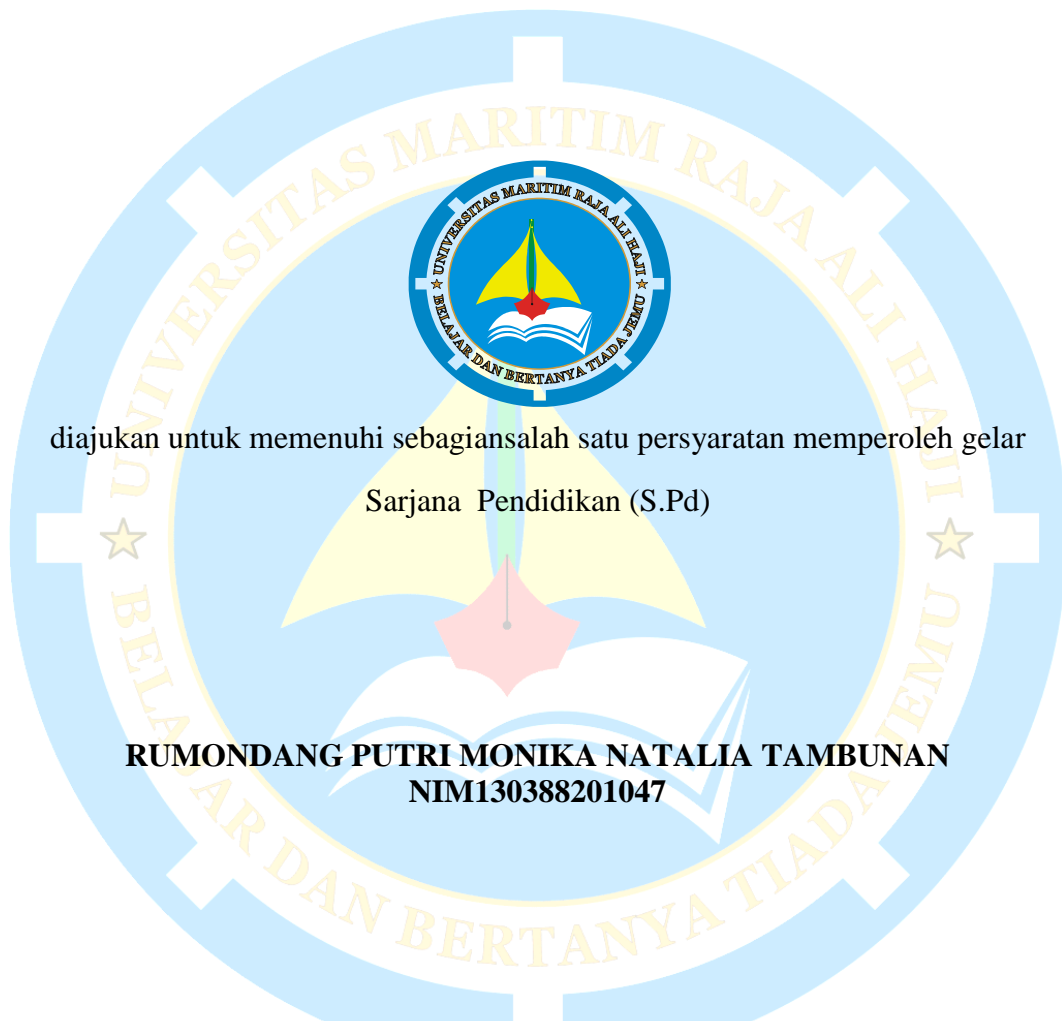 UNIVERSITAS MARITIM RAJA ALI HAJI
BELAJAR DAN BERTANYA TIADA JEMU
UNIVERSITAS MARITIM RAJA ALI HAJI
BELAJAR DAN BERTANYA TIADA JEMU
diajukan untuk memenuhi sebagiansalah satu persyaratan memperoleh gelar
Sarjana  Pendidikan (S.Pd)
RUMONDANG PUTRI MONIKA NATALIA TAMBUNAN
NIM130388201047